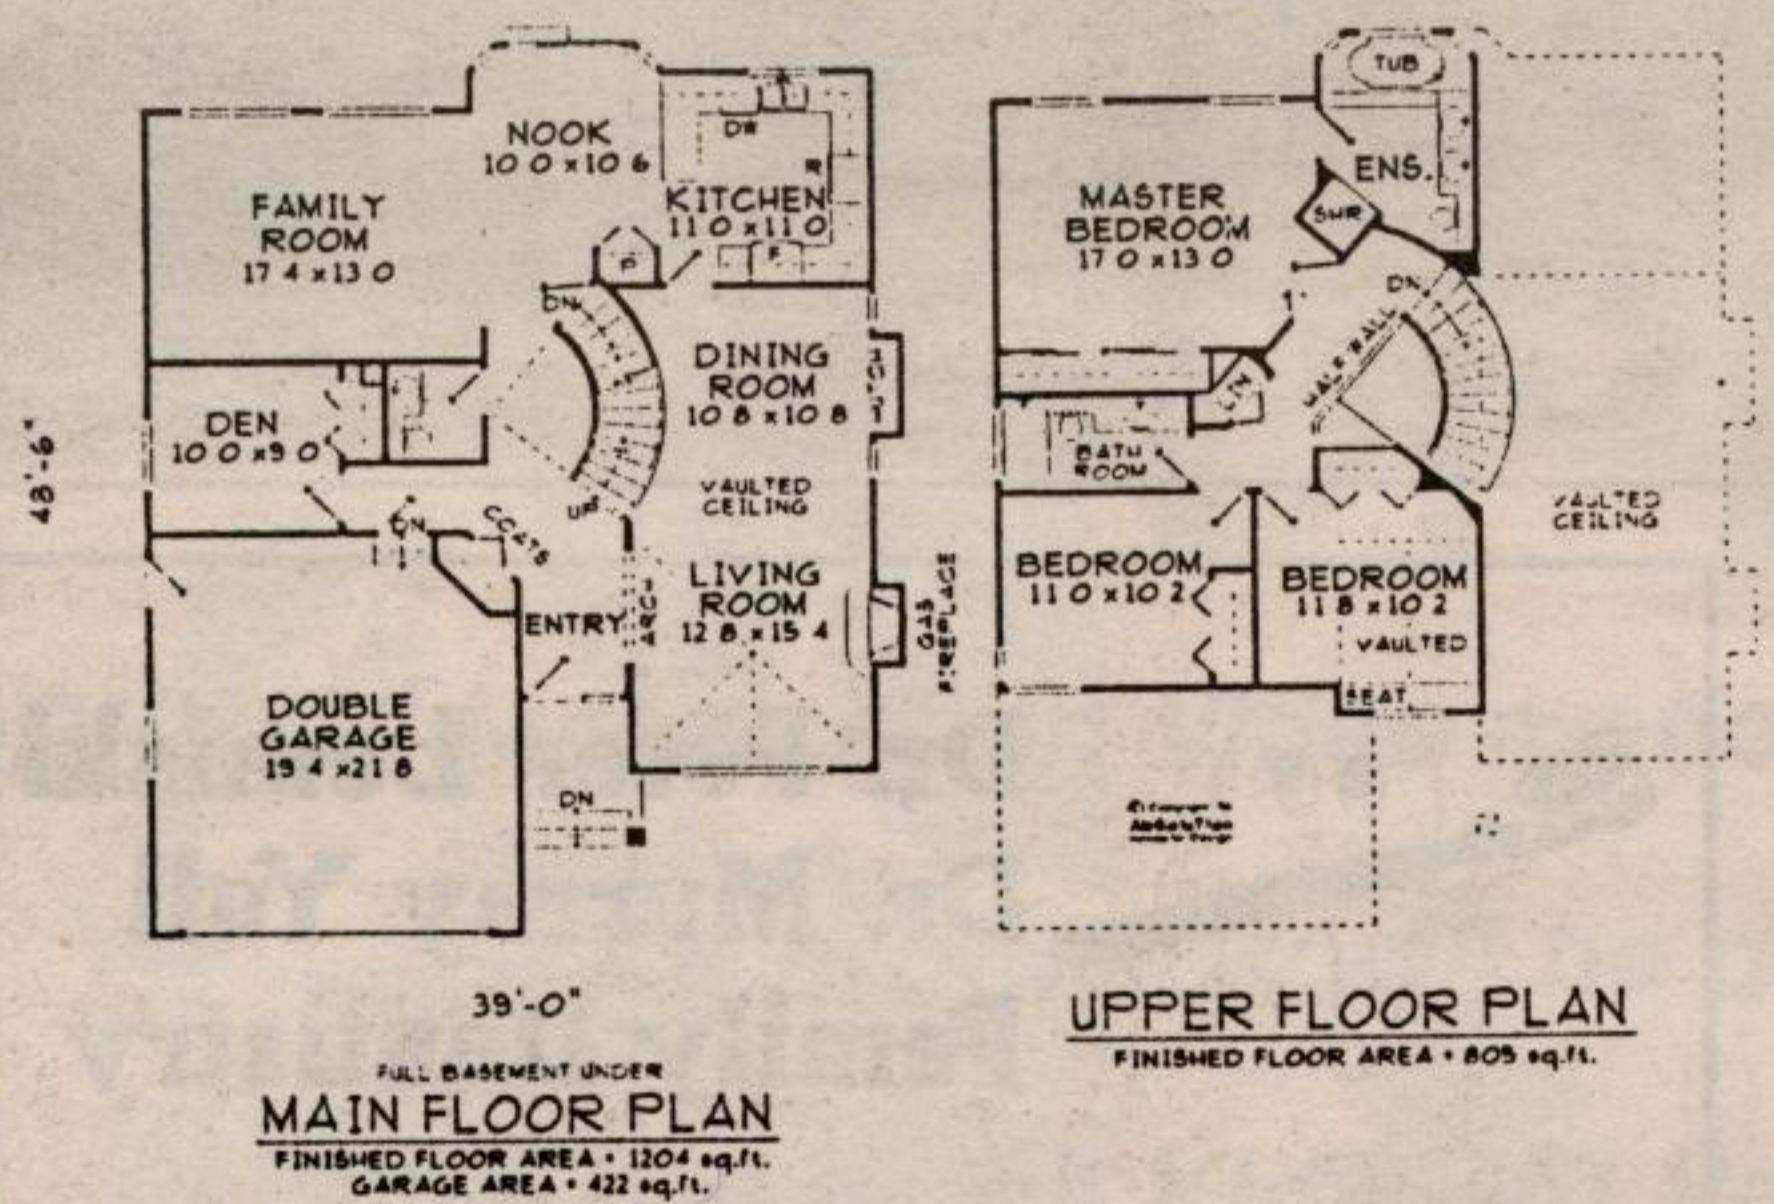 NOOK
10 0 x 10 6
DW
R
KITCHEN
11 0 x 11 0
F
P
FAMILY
ROOM
17 4 x 13 0
DN
DINING
ROOM
10 8 x 10 8
DEN
10 0 x 9 0
VAULTED
CEILING
UP
DN
COATS
LIVING
ROOM
12 8 x 15 4
ENTRY
ARCH
GAS
FIREPLACE
DOUBLE
GARAGE
19 4 x 21 8
DN
48'-6"
39'-0"
FULL BASEMENT UNDER
MAIN FLOOR PLAN
FINISHED FLOOR AREA • 1204 sq.ft.
GARAGE AREA • 422 sq.ft.
TUB
ENS.
SHR
MASTER
BEDROOM
17 0 x 13 0
DN
HALF WALL
LIN
BATH
ROOM
VAULTED
CEILING
BEDROOM
11 0 x 10 2
BEDROOM
11 8 x 10 2
VAULTED
SEAT
UPPER FLOOR PLAN
FINISHED FLOOR AREA • 805 sq.ft.